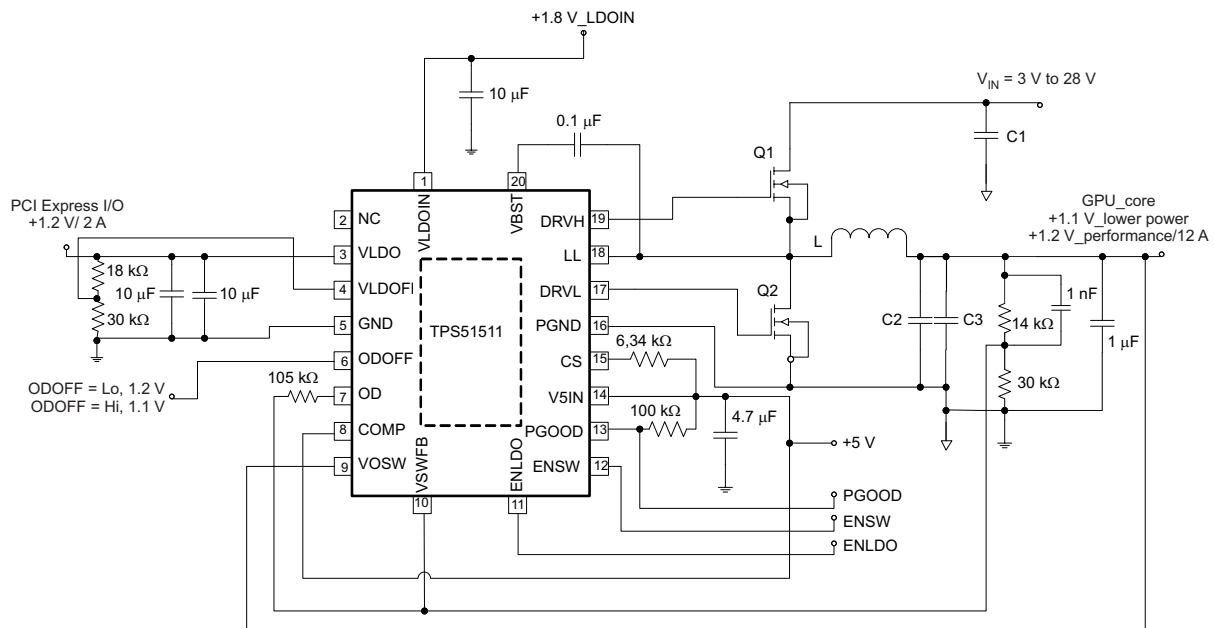 +1.8 V_LDOIN
10 μF
VIN = 3 V to 28 V
C1
0.1 μF
Q1
1
20
VLDOIN
VBST
PCI Express I/O
+1.2 V/ 2 A
GPU_core
+1.1 V_lower power
+1.2 V_performance/12 A
2
NC
DRVH
19
3
VLDO
LL
18
L
18 kΩ
10 μF
10 μF
30 kΩ
4
VLDOFI
DRVL
17
Q2
5
GND
PGND
16
TPS51511
C2
C3
14 kΩ
1 nF
1 μF
30 kΩ
6
ODOFF
CS
15
6,34 kΩ
ODOFF = Lo, 1.2 V
ODOFF = Hi, 1.1 V
105 kΩ
7
OD
V5IN
14
100 kΩ
4.7 μF
8
COMP
PGOOD
13
+5 V
9
VOSW
ENSW
12
VSWFB
ENLDO
10
11
PGOOD
ENSW
ENLDO